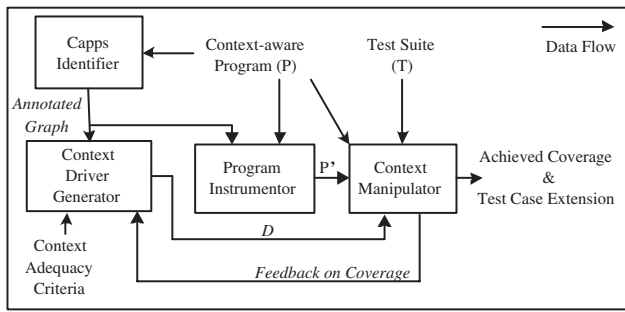 Capps
Identifier
Context-aware
Program (P)
Test Suite
(T)
Data Flow
Annotated
Graph
Context
Driver
Generator
Program
Instrumentor
P'
Context
Manipulator
Achieved Coverage
&
Test Case Extension
D
Context
Adequacy
Criteria
Feedback on Coverage